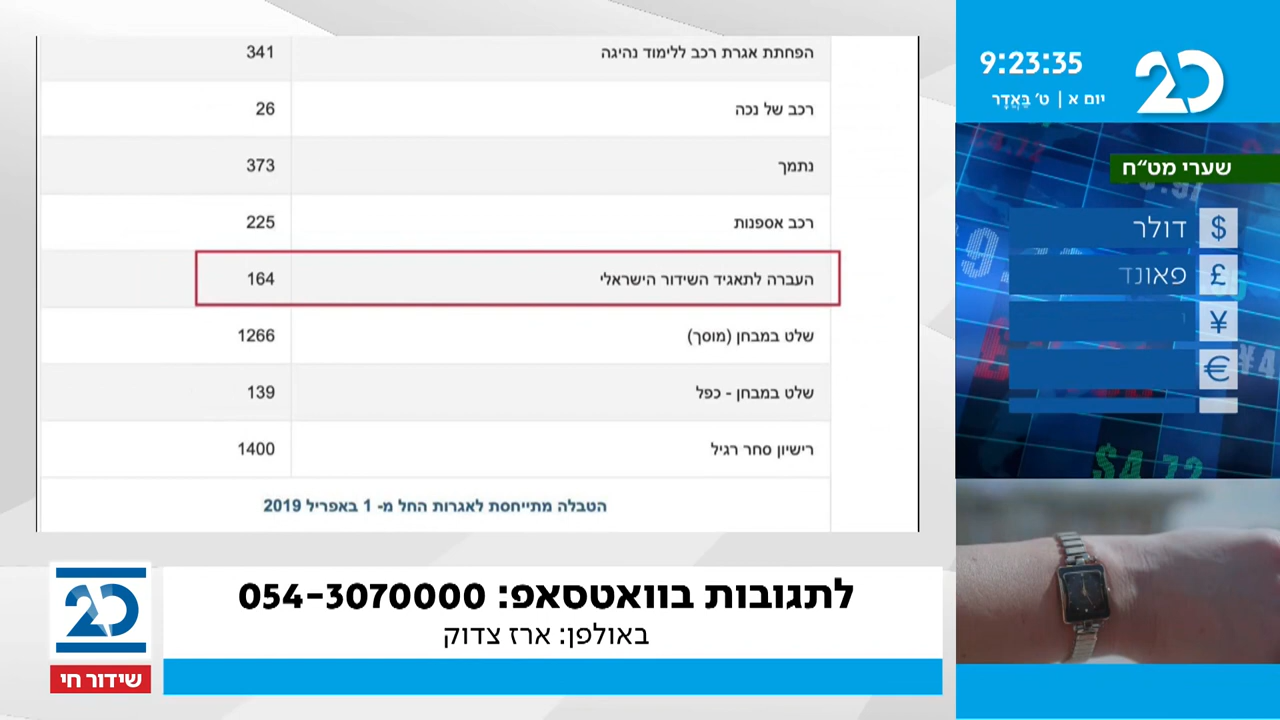 הפחתת אגרת רכב ללימוד נהיגה 341
רכב של נכה 26
נתמך 373
רכב אספנות 225
העברה לתאגיד השידור הישראלי 164
שלט במבחן (מוסך) 1266
שלט במבחן - כפל 139
רישיון סחר רגיל 1400
הטבלה מתייחסת לאגרות החל מ- 1 באפריל 2019
לתגובות בוואטסאפ: 054-3070000
באולפן: ארז צדוק
20
שידור חי
20
9:23:35
יום א | ט׳ בַּאֲדָר
שערי מט״ח
דולר $
פאונד £
¥
€